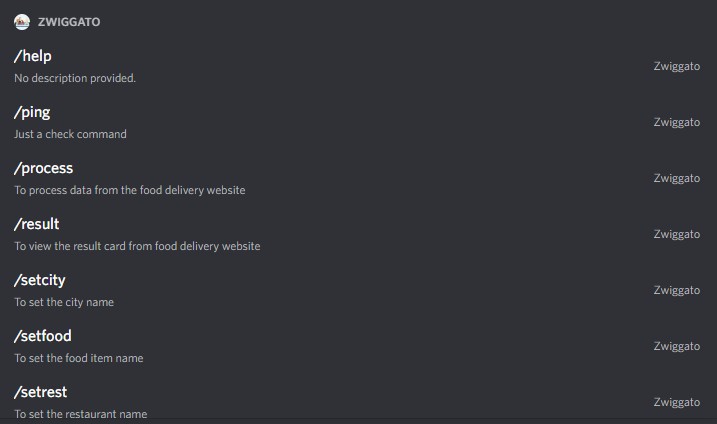 ZWIGGATO
/help
No description provided.
Zwiggato
/ping
Just a check command
Zwiggato
/process
To process data from the food delivery website
Zwiggato
/result
To view the result card from food delivery website
Zwiggato
/setcity
To set the city name
Zwiggato
/setfood
To set the food item name
Zwiggato
/setrest
To set the restaurant name
Zwiggato